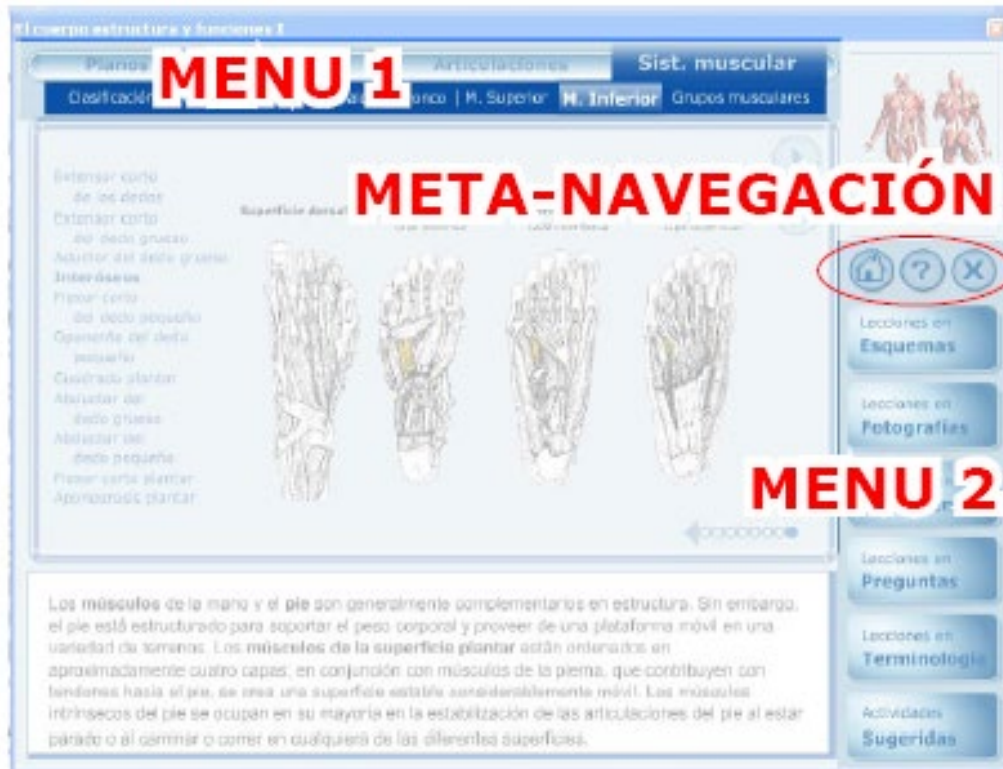 El cuerpo estructura y funciones I
Planos
Articulaciones
Sist. muscular
MENU 1
Clasificación
onco | M. Superior M. Inferior Grupos musculares
META-NAVEGACIÓN
Extensor corto
de los dedos
Extensor corto
del dedo grueso
Aductor del dedo grueso
Interóseos
Flexor corto
del dedo pequeño
Oponente del dedo
pequeño
Cuadrado plantar
Abductor del
dedo grueso
Abductor del
dedo pequeño
Flexor corto plantar
Aponeurosis plantar
Superficie dorsal
?
X
Lecciones en
Esquemas
Lecciones en
Fotografías
MENU 2
Lecciones en
Preguntas
Lecciones en
Terminología
Actividades
Sugeridas
Los músculos de la mano y el pie son generalmente complementarios en estructura. Sin embargo,
el pie está estructurado para soportar el peso corporal y proveer de una plataforma móvil en una
variedad de terrenos. Los músculos de la superficie plantar están ordenados en
aproximadamente cuatro capas, en conjunción con músculos de la pierna, que contribuyen con
tendones hacia el pie, se crea una superficie estable considerablemente móvil. Los músculos
intrínsecos del pie se ocupan en su mayoría en la estabilización de las articulaciones del pie al estar
parado o al caminar o correr en cualquiera de las diferentes superficies.